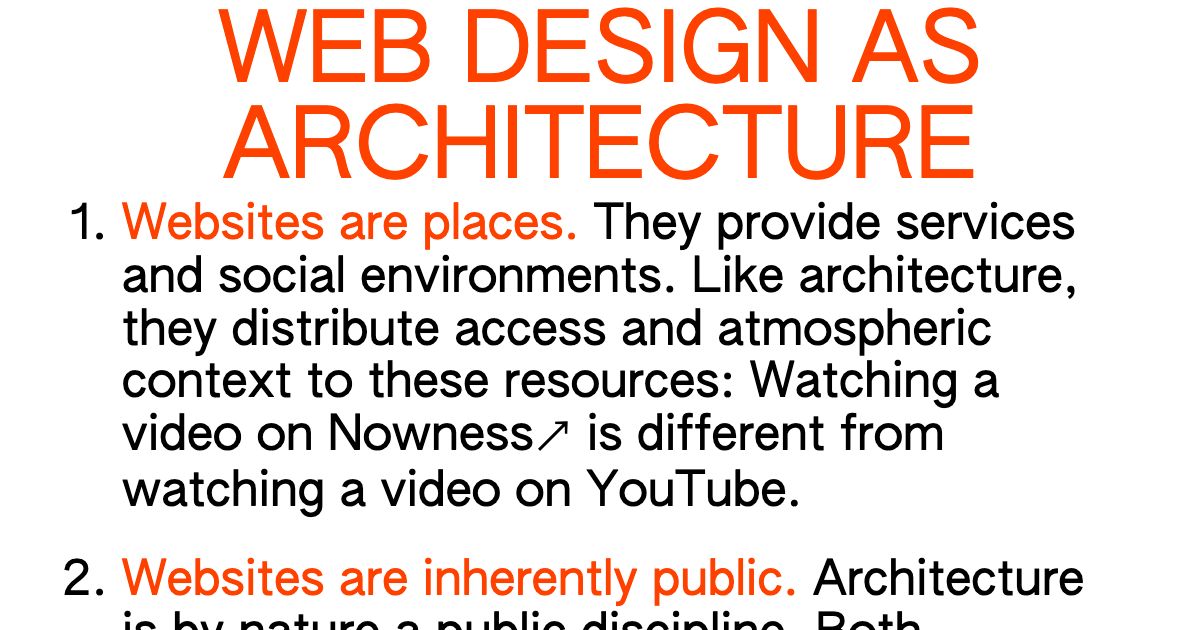 WEB DESIGN AS
ARCHITECTURE
1. Websites are places. They provide services
and social environments. Like architecture,
they distribute access and atmospheric
context to these resources: Watching a
video on Nowness↗ is different from
watching a video on YouTube.
2. Websites are inherently public. Architecture
is by nature a public discipline. Both